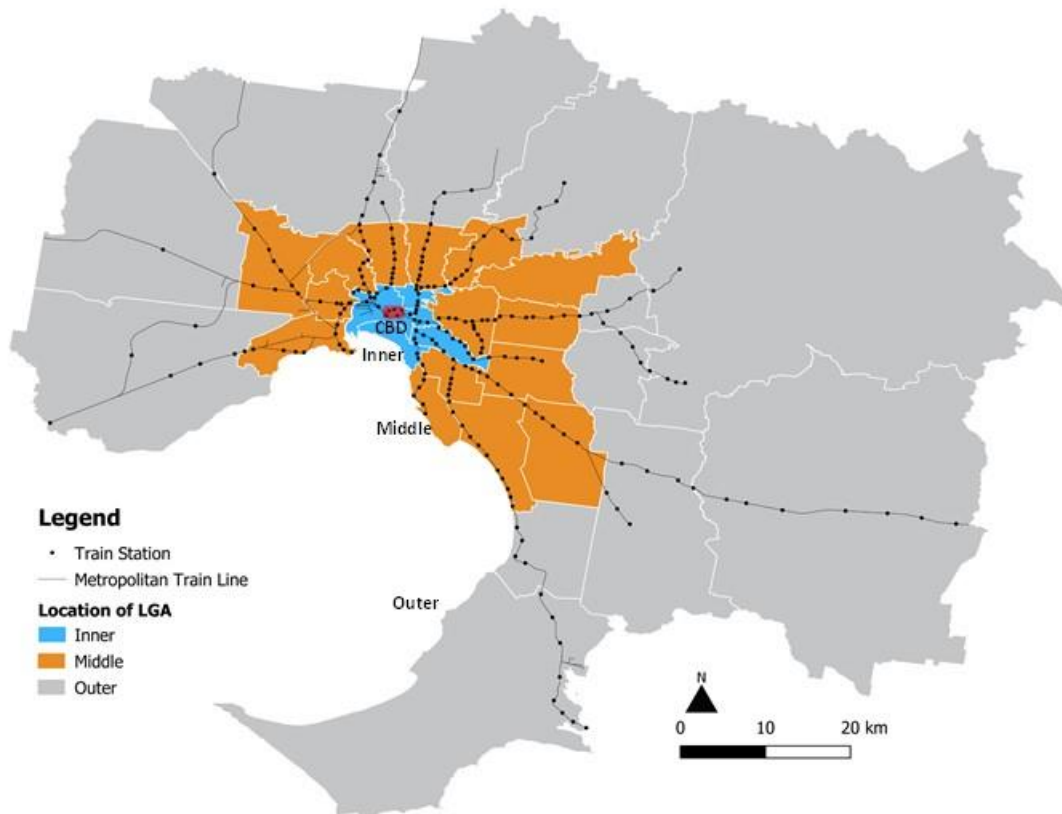 CBD
Inner
Middle
Outer
Legend
Train Station
Metropolitan Train Line
Location of LGA
Inner
Middle
Outer
N
0 10 20 km